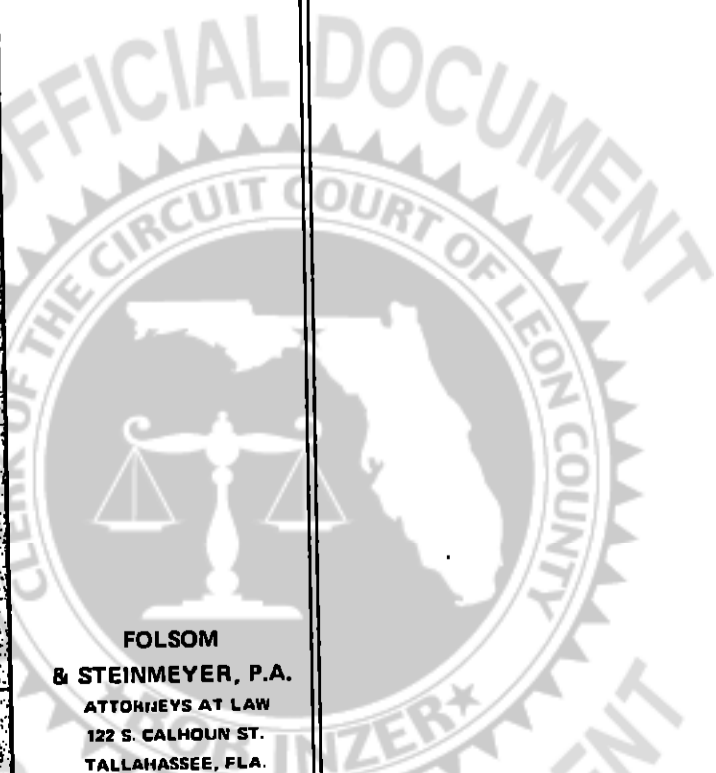 OFFICIAL DOCUMENT
CLERK OF THE CIRCUIT COURT OF LEON COUNTY
FOLSOM
& STEINMEYER, P.A.
ATTORNEYS AT LAW
122 S. CALHOUN ST.
TALLAHASSEE, FLA.
INZER